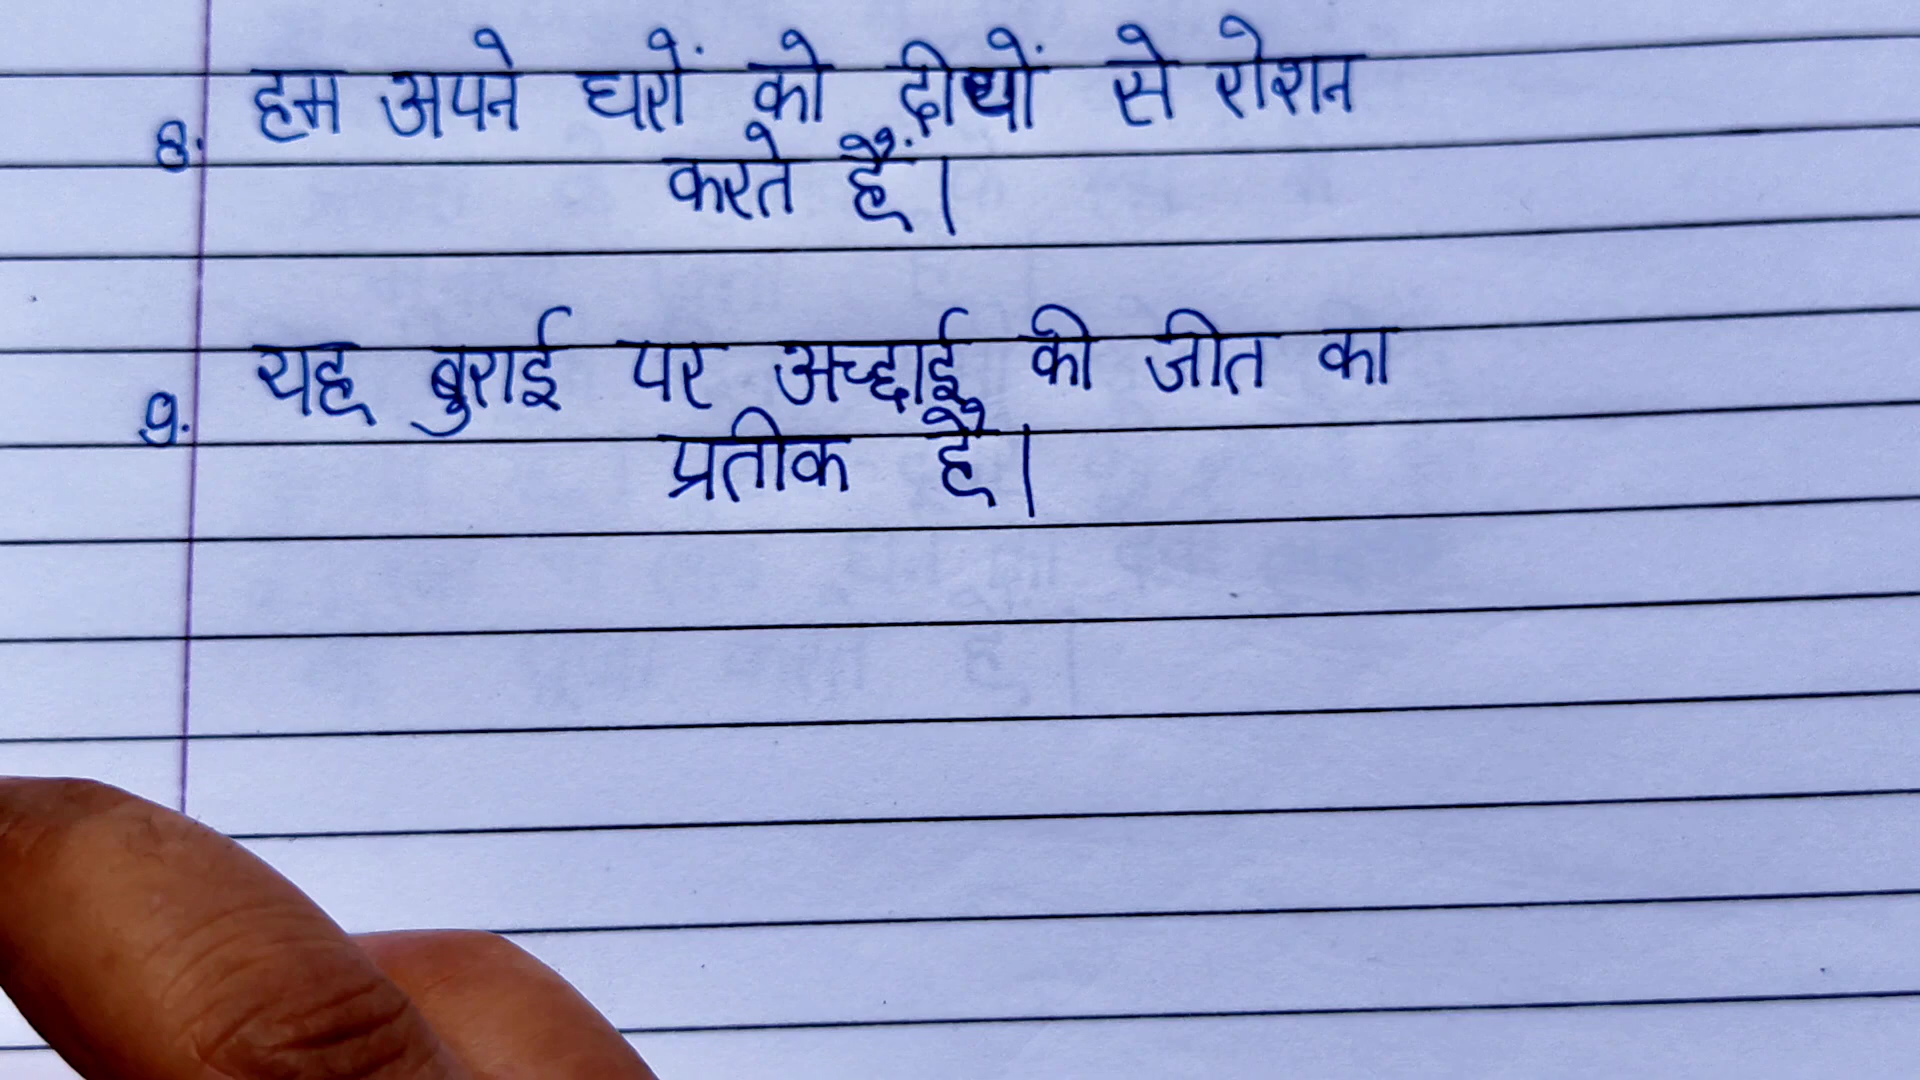 8. हम अपने घरों को दीयों से रोशन
करते हैं।
9. यह बुराई पर अच्छाई की जीत का
प्रतीक है।